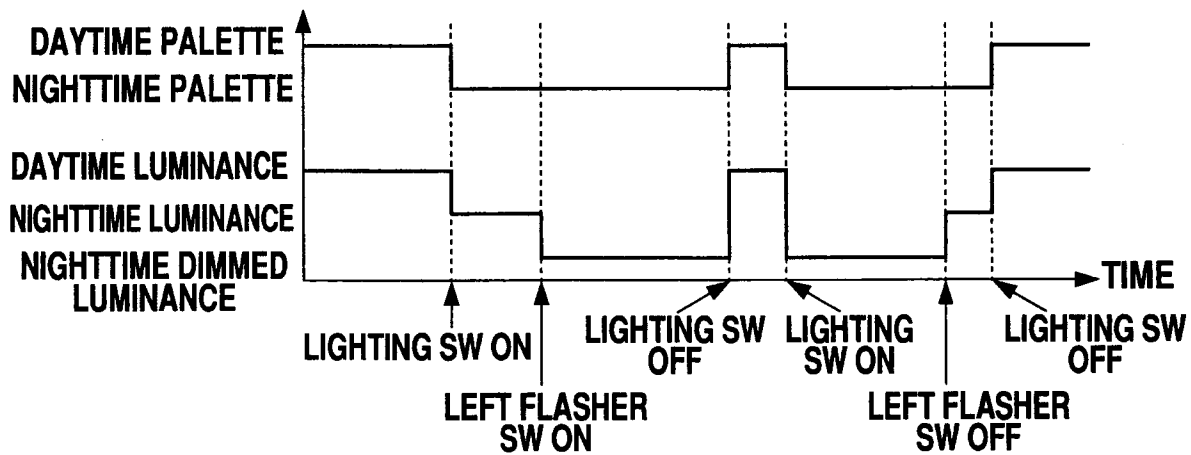 DAYTIME PALETTE
NIGHTTIME PALETTE
DAYTIME LUMINANCE
NIGHTTIME LUMINANCE
NIGHTTIME DIMMED
LUMINANCE
TIME
LIGHTING SW ON
LEFT FLASHER
SW ON
LIGHTING SW
OFF
LIGHTING
SW ON
LEFT FLASHER
SW OFF
LIGHTING SW
OFF